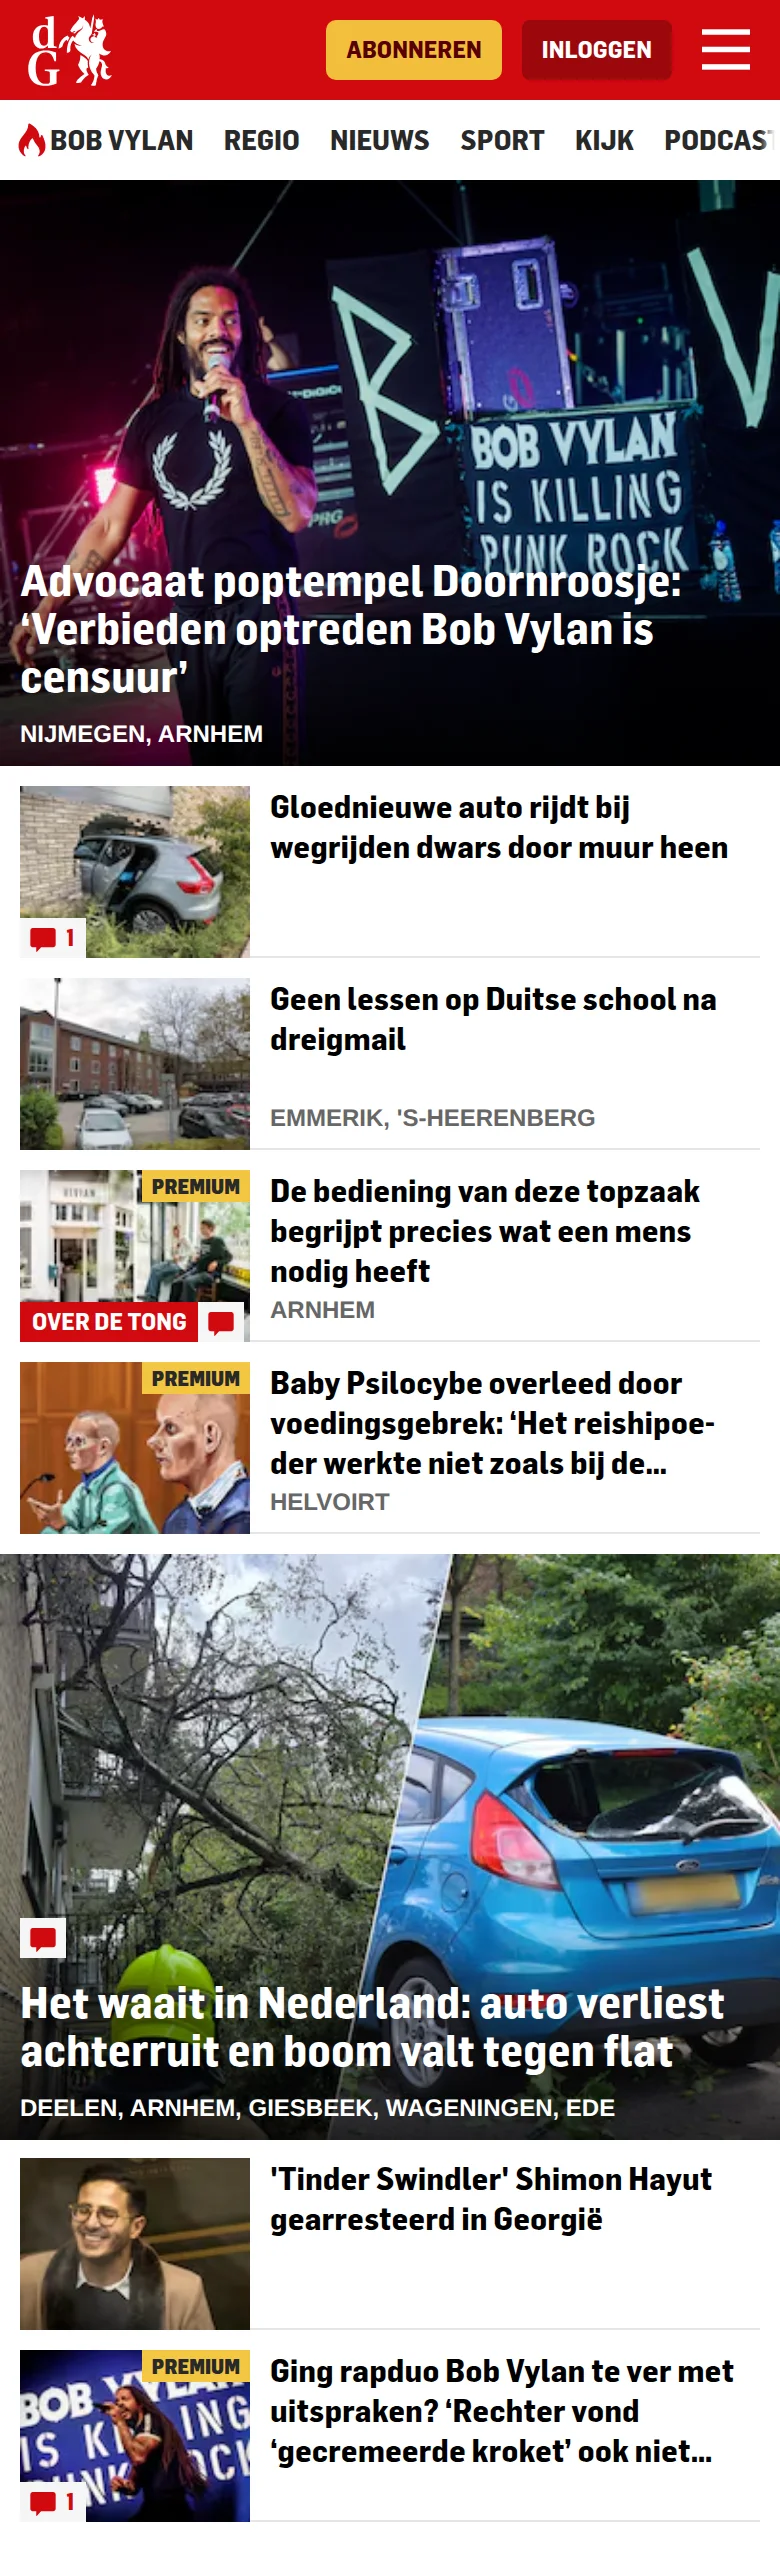 dG
ABONNEREN
INLOGGEN
BOB VYLAN
REGIO
NIEUWS
SPORT
KIJK
PODCAST
BOB VYLAN
IS KILLING
PUNK ROCK
Advocaat poptempel Doornroosje:
‘Verbieden optreden Bob Vylan is
censuur’
NIJMEGEN, ARNHEM
Gloednieuwe auto rijdt bij
wegrijden dwars door muur heen
1
Geen lessen op Duitse school na
dreigmail
EMMERIK, 'S-HEERENBERG
PREMIUM
OVER DE TONG
De bediening van deze topzaak
begrijpt precies wat een mens
nodig heeft
ARNHEM
PREMIUM
Baby Psilocybe overleed door
voedingsgebrek: ‘Het reishipoe-
der werkte niet zoals bij de...
HELVOIRT
Het waait in Nederland: auto verliest
achterruit en boom valt tegen flat
DEELEN, ARNHEM, GIESBEEK, WAGENINGEN, EDE
'Tinder Swindler' Shimon Hayut
gearresteerd in Georgië
PREMIUM
1
Ging rapduo Bob Vylan te ver met
uitspraken? ‘Rechter vond
‘gecremeerde kroket’ ook niet...